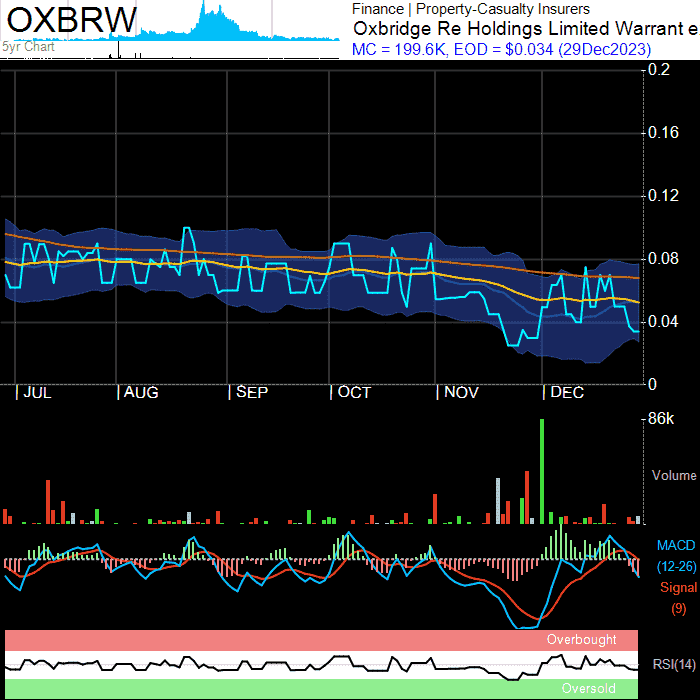 OXBRW
5yr Chart
Finance | Property-Casualty Insurers
Oxbridge Re Holdings Limited Warrant e
MC = 199.6K, EOD = $0.034 (29Dec2023)
0.2
0.16
0.12
0.08
0.04
0
JUL AUG SEP OCT NOV DEC
86k
Volume
MACD
(12-26)
Signal
(9)
Overbought
RSI(14)
Oversold